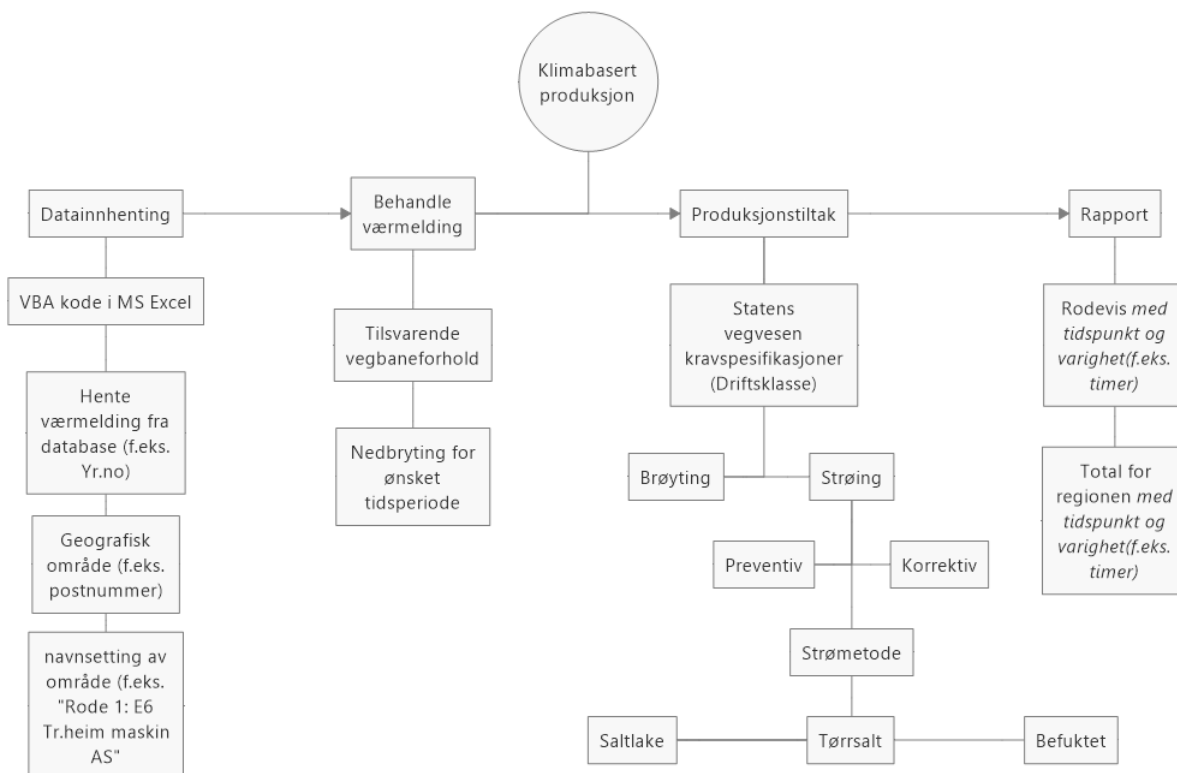 Klimabasert
produksjon
Datainnhenting
Behandle
værmelding
Produksjonstiltak
Rapport
VBA kode i MS Excel
Hente
værmelding fra
database (f.eks.
Yr.no)
Geografisk
område (f.eks.
postnummer)
navnsetting av
område (f.eks.
"Rode 1: E6
Tr.heim maskin
AS"
Tilsvarende
vegbaneforhold
Nedbryting for
ønsket
tidsperiode
Statens
vegvesen
kravspesifikasjoner
(Driftsklasse)
Brøyting
Strøing
Preventiv
Korrektiv
Strømetode
Saltlake
Tørrsalt
Befuktet
Rodevis med
tidspunkt og
varighet(f.eks.
timer)
Total for
regionen med
tidspunkt og
varighet(f.eks.
timer)